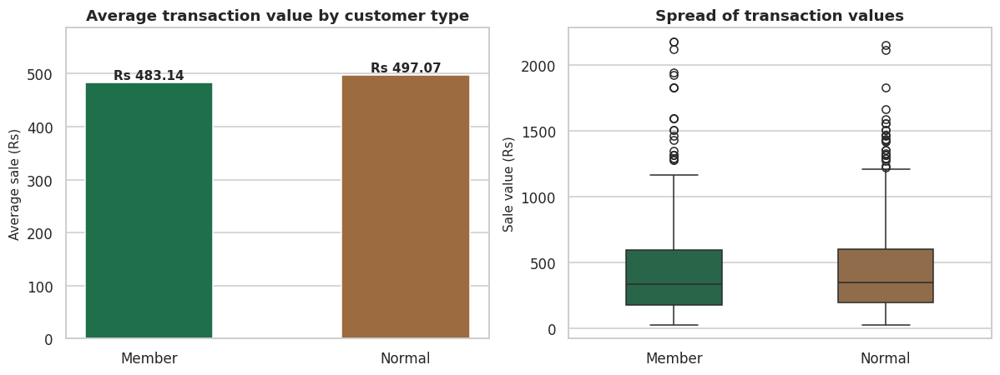 Average transaction value by customer type
Average sale (Rs)
500
400
300
200
100
0
Rs 483.14
Rs 497.07
Member
Normal
Spread of transaction values
Sale value (Rs)
2000
1500
1000
500
0
Member
Normal